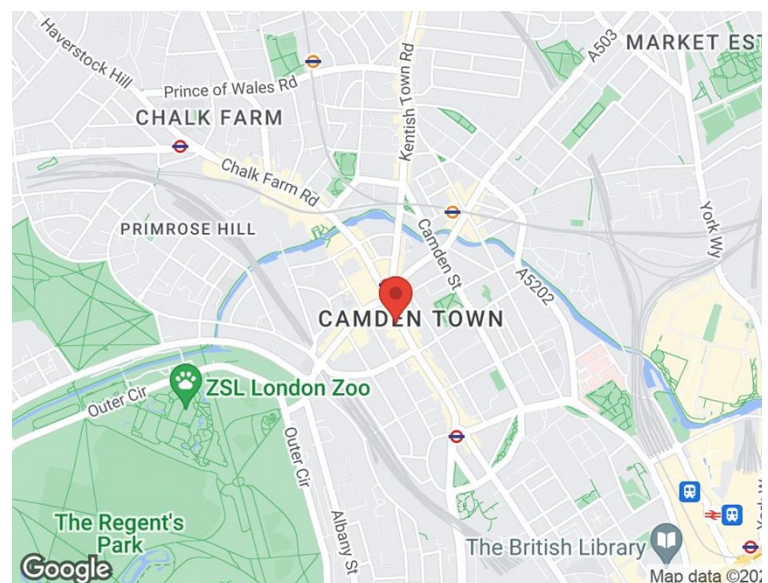 Haverstock Hill
Prince of Wales Rd
A503
MARKET EST
CHALK FARM
Kentish Town Rd
Chalk Farm Rd
York Wy
PRIMROSE HILL
Camden St
A5202
CAMDEN TOWN
ZSL London Zoo
Outer Cir
Outer Cir
Albany St
The Regent's
Park
The British Library
Google
Map data ©202